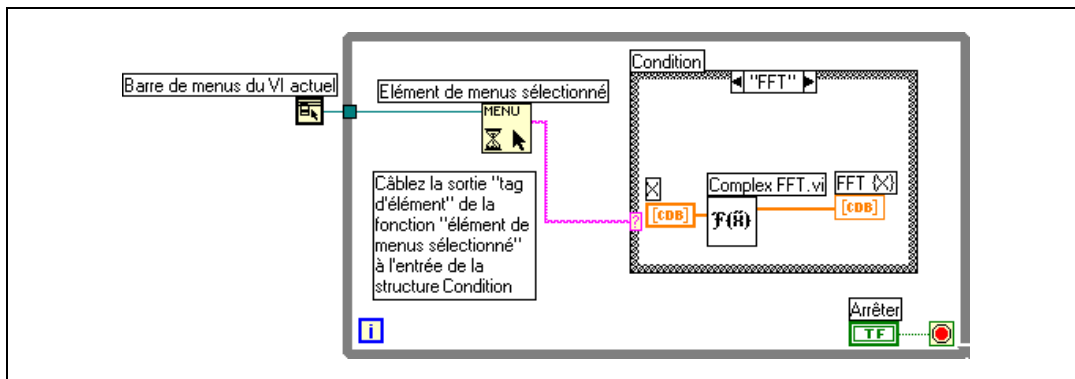 Condition
"FFT"
Barre de menus du VI actuel
Elément de menus sélectionné
MENU
Câblez la sortie "tag
d'élément" de la
fonction "élément de
menus sélectionné"
à l'entrée de la
structure Condition
X
Complex FFT.vi
FFT {X}
[CDB]
[CDB]
?
Arrêter
TF
i